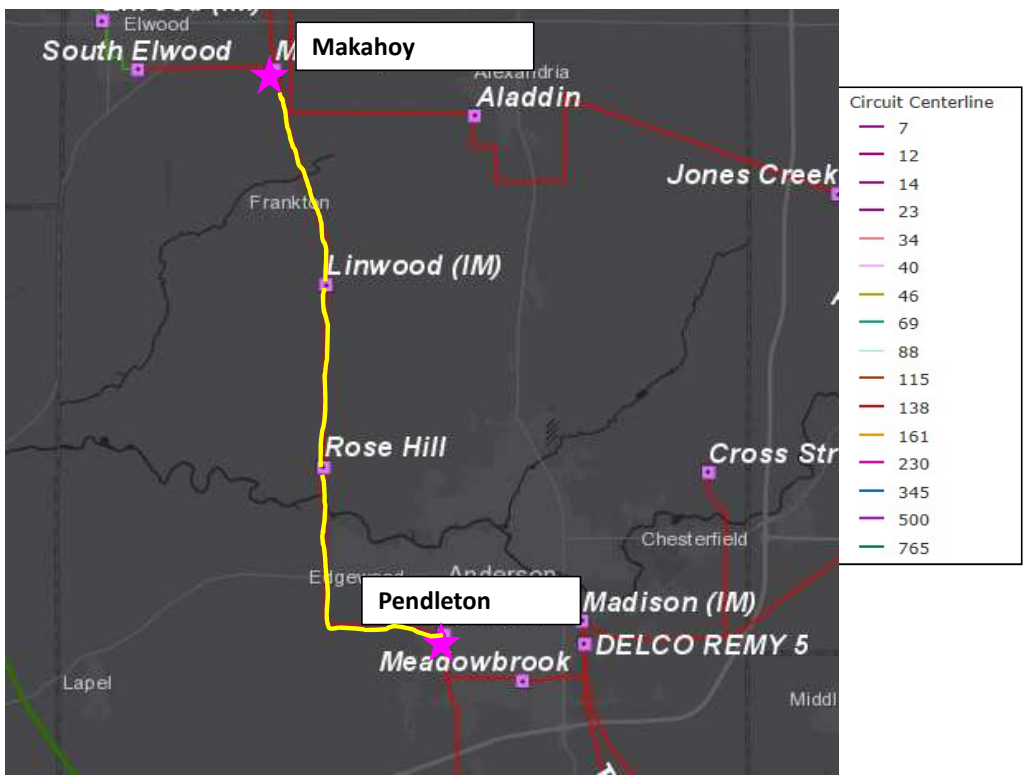 Elwood
South Elwood
Makahoy
Alexandria
Aladdin
Jones Creek
Frankton
Linwood (IM)
Rose Hill
Cross Str
Chesterfield
Edgewood
Anderson
Pendleton
Madison (IM)
DELCO REMY 5
Meadowbrook
Lapel
Middl
Circuit Centerline
7
12
14
23
34
40
46
69
88
115
138
161
230
345
500
765